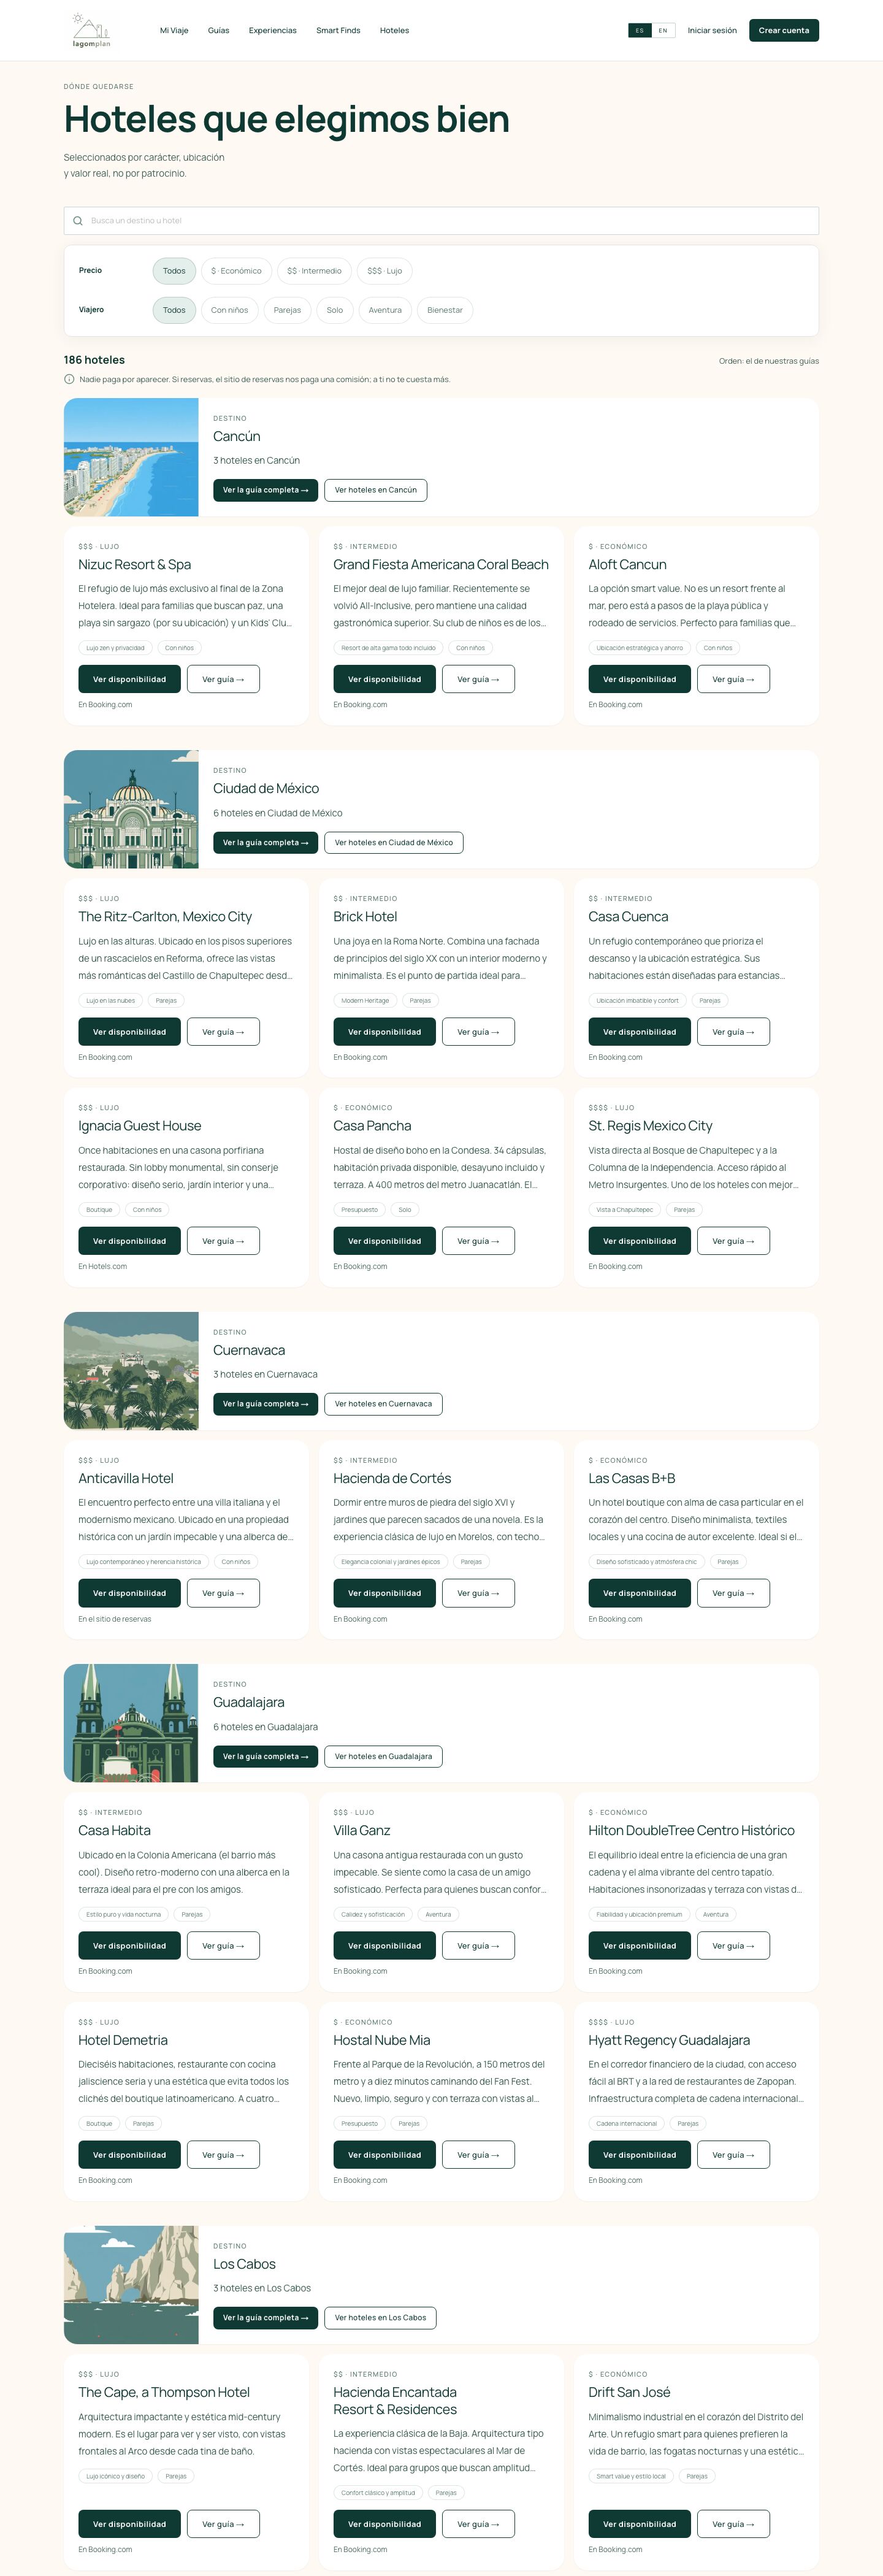 lagomplan
Mi Viaje
Guías
Experiencias
Smart Finds
Hoteles
ES
EN
Iniciar sesión
Crear cuenta
DÓNDE QUEDARSE
Hoteles que elegimos bien
Seleccionados por carácter, ubicación
y valor real, no por patrocinio.
Busca un destino u hotel
Precio
Todos
$ · Económico
$$ · Intermedio
$$$ · Lujo
Viajero
Todos
Con niños
Parejas
Solo
Aventura
Bienestar
186 hoteles
Orden: el de nuestras guías
Nadie paga por aparecer. Si reservas, el sitio de reservas nos paga una comisión; a ti no te cuesta más.
DESTINO
Cancún
3 hoteles en Cancún
Ver la guía completa →
Ver hoteles en Cancún
$$$ · LUJO
Nizuc Resort & Spa
El refugio de lujo más exclusivo al final de la Zona
Hotelera. Ideal para familias que buscan paz, una
playa sin sargazo (por su ubicación) y un Kids' Clu…
Lujo zen y privacidad
Con niños
Ver disponibilidad
Ver guía →
En Booking.com
$$ · INTERMEDIO
Grand Fiesta Americana Coral Beach
El mejor deal de lujo familiar. Recientemente se
volvió All-Inclusive, pero mantiene una calidad
gastronómica superior. Su club de niños es de los…
Resort de alta gama todo incluido
Con niños
Ver disponibilidad
Ver guía →
En Booking.com
$ · ECONÓMICO
Aloft Cancun
La opción smart value. No es un resort frente al
mar, pero está a pasos de la playa pública y
rodeado de servicios. Perfecto para familias que…
Ubicación estratégica y ahorro
Con niños
Ver disponibilidad
Ver guía →
En Booking.com
DESTINO
Ciudad de México
6 hoteles en Ciudad de México
Ver la guía completa →
Ver hoteles en Ciudad de México
$$$ · LUJO
The Ritz-Carlton, Mexico City
Lujo en las alturas. Ubicado en los pisos superiores
de un rascacielos en Reforma, ofrece las vistas
más románticas del Castillo de Chapultepec desd…
Lujo en las nubes
Parejas
Ver disponibilidad
Ver guía →
En Booking.com
$$ · INTERMEDIO
Brick Hotel
Una joya en la Roma Norte. Combina una fachada
de principios del siglo XX con un interior moderno y
minimalista. Es el punto de partida ideal para…
Modern Heritage
Parejas
Ver disponibilidad
Ver guía →
En Booking.com
$$ · INTERMEDIO
Casa Cuenca
Un refugio contemporáneo que prioriza el
descanso y la ubicación estratégica. Sus
habitaciones están diseñadas para estancias…
Ubicación imbatible y confort
Parejas
Ver disponibilidad
Ver guía →
En Booking.com
$$$ · LUJO
Ignacia Guest House
Once habitaciones en una casona porfiriana
restaurada. Sin lobby monumental, sin conserje
corporativo: diseño serio, jardín interior y una…
Boutique
Con niños
Ver disponibilidad
Ver guía →
En Hotels.com
$ · ECONÓMICO
Casa Pancha
Hostal de diseño boho en la Condesa. 34 cápsulas,
habitación privada disponible, desayuno incluido y
terraza. A 400 metros del metro Juanacatlán. El…
Presupuesto
Solo
Ver disponibilidad
Ver guía →
En Booking.com
$$$$ · LUJO
St. Regis Mexico City
Vista directa al Bosque de Chapultepec y a la
Columna de la Independencia. Acceso rápido al
Metro Insurgentes. Uno de los hoteles con mejor…
Vista a Chapultepec
Parejas
Ver disponibilidad
Ver guía →
En Booking.com
DESTINO
Cuernavaca
3 hoteles en Cuernavaca
Ver la guía completa →
Ver hoteles en Cuernavaca
$$$ · LUJO
Anticavilla Hotel
El encuentro perfecto entre una villa italiana y el
modernismo mexicano. Ubicado en una propiedad
histórica con un jardín impecable y una alberca de…
Lujo contemporáneo y herencia histórica
Con niños
Ver disponibilidad
Ver guía →
En el sitio de reservas
$$ · INTERMEDIO
Hacienda de Cortés
Dormir entre muros de piedra del siglo XVI y
jardines que parecen sacados de una novela. Es la
experiencia clásica de lujo en Morelos, con techo…
Elegancia colonial y jardines épicos
Parejas
Ver disponibilidad
Ver guía →
En Booking.com
$ · ECONÓMICO
Las Casas B+B
Un hotel boutique con alma de casa particular en el
corazón del centro. Diseño minimalista, textiles
locales y una cocina de autor excelente. Ideal si el…
Diseño sofisticado y atmósfera chic
Parejas
Ver disponibilidad
Ver guía →
En Booking.com
DESTINO
Guadalajara
6 hoteles en Guadalajara
Ver la guía completa →
Ver hoteles en Guadalajara
$$ · INTERMEDIO
Casa Habita
Ubicado en la Colonia Americana (el barrio más
cool). Diseño retro-moderno con una alberca en la
terraza ideal para el pre con los amigos.
Estilo puro y vida nocturna
Parejas
Ver disponibilidad
Ver guía →
En Booking.com
$$$ · LUJO
Villa Ganz
Una casona antigua restaurada con un gusto
impecable. Se siente como la casa de un amigo
sofisticado. Perfecta para quienes buscan confor…
Calidez y sofisticación
Aventura
Ver disponibilidad
Ver guía →
En Booking.com
$ · ECONÓMICO
Hilton DoubleTree Centro Histórico
El equilibrio ideal entre la eficiencia de una gran
cadena y el alma vibrante del centro tapatío.
Habitaciones insonorizadas y terraza con vistas d…
Fiabilidad y ubicación premium
Aventura
Ver disponibilidad
Ver guía →
En Booking.com
$$$ · LUJO
Hotel Demetria
Dieciséis habitaciones, restaurante con cocina
jalisciense seria y una estética que evita todos los
clichés del boutique latinoamericano. A cuatro…
Boutique
Parejas
Ver disponibilidad
Ver guía →
En Booking.com
$ · ECONÓMICO
Hostal Nube Mia
Frente al Parque de la Revolución, a 150 metros del
metro y a diez minutos caminando del Fan Fest.
Nuevo, limpio, seguro y con terraza con vistas al…
Presupuesto
Parejas
Ver disponibilidad
Ver guía →
En Booking.com
$$$$ · LUJO
Hyatt Regency Guadalajara
En el corredor financiero de la ciudad, con acceso
fácil al BRT y a la red de restaurantes de Zapopan.
Infraestructura completa de cadena internacional…
Cadena internacional
Parejas
Ver disponibilidad
Ver guía →
En Booking.com
DESTINO
Los Cabos
3 hoteles en Los Cabos
Ver la guía completa →
Ver hoteles en Los Cabos
$$$ · LUJO
The Cape, a Thompson Hotel
Arquitectura impactante y estética mid-century
modern. Es el lugar para ver y ser visto, con vistas
frontales al Arco desde cada tina de baño.
Lujo icónico y diseño
Parejas
Ver disponibilidad
Ver guía →
En Booking.com
$$ · INTERMEDIO
Hacienda Encantada
Resort & Residences
La experiencia clásica de la Baja. Arquitectura tipo
hacienda con vistas espectaculares al Mar de
Cortés. Ideal para grupos que buscan amplitud…
Confort clásico y amplitud
Parejas
Ver disponibilidad
Ver guía →
En Booking.com
$ · ECONÓMICO
Drift San José
Minimalismo industrial en el corazón del Distrito del
Arte. Un refugio smart para quienes prefieren la
vida de barrio, las fogatas nocturnas y una estétic…
Smart value y estilo local
Parejas
Ver disponibilidad
Ver guía →
En Booking.com